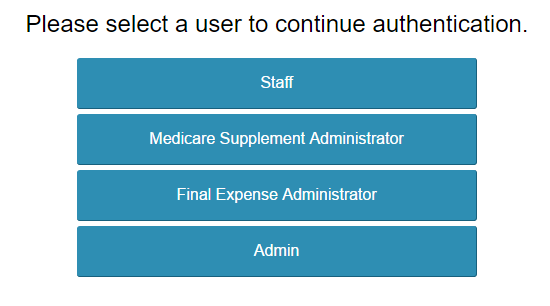 Please select a user to continue authentication.
Staff
Medicare Supplement Administrator
Final Expense Administrator
Admin